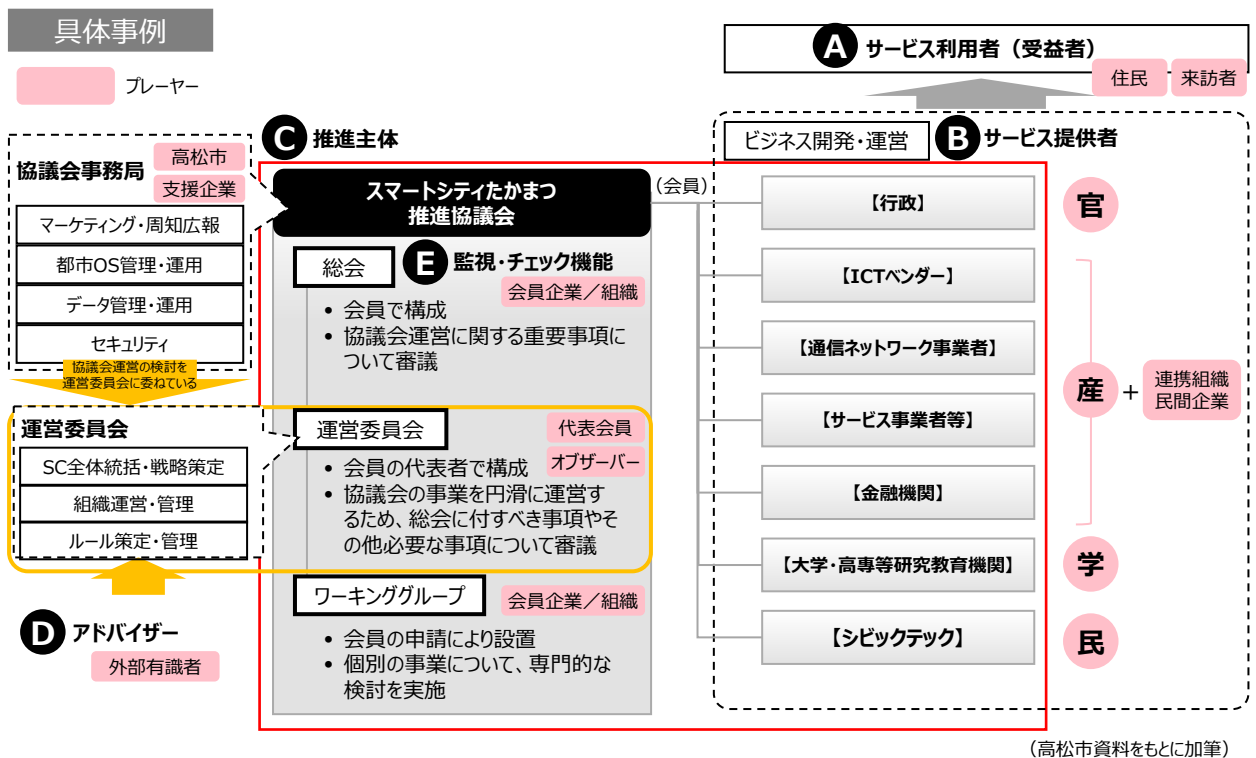 具体事例
プレーヤー
A サービス利用者（受益者）
住民
来訪者
C 推進主体
ビジネス開発・運営
B サービス提供者
協議会事務局
高松市
支援企業
マーケティング・周知広報
都市OS管理・運用
データ管理・運用
セキュリティ
協議会運営の検討を
運営委員会に委ねている
運営委員会
SC全体統括・戦略策定
組織運営・管理
ルール策定・管理
D アドバイザー
外部有識者
スマートシティたかまつ
推進協議会
（会員）
総会
E 監視・チェック機能
会員企業／組織
• 会員で構成
• 協議会運営に関する重要事項に
ついて審議
運営委員会
代表会員
オブザーバー
• 会員の代表者で構成
• 協議会の事業を円滑に運営す
るため、総会に付すべき事項やそ
の他必要な事項について審議
ワーキンググループ
会員企業／組織
• 会員の申請により設置
• 個別の事業について、専門的な
検討を実施
【行政】
【ICTベンダー】
【通信ネットワーク事業者】
【サービス事業者等】
【金融機関】
【大学・高専等研究教育機関】
【シビックテック】
官
産
+
連携組織
民間企業
学
民
（高松市資料をもとに加筆）